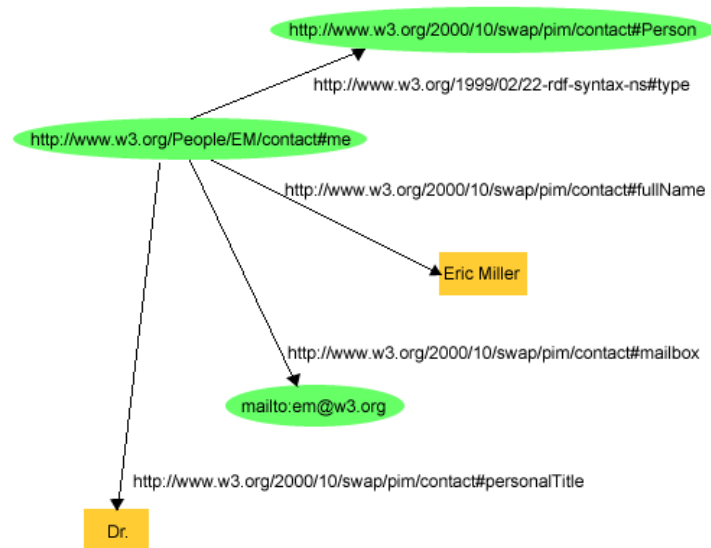 http://www.w3.org/2000/10/swap/pim/contact#Person
http://www.w3.org/1999/02/22-rdf-syntax-ns#type
http://www.w3.org/People/EM/contact#me
http://www.w3.org/2000/10/swap/pim/contact#fullName
Eric Miller
http://www.w3.org/2000/10/swap/pim/contact#mailbox
mailto:em@w3.org
http://www.w3.org/2000/10/swap/pim/contact#personalTitle
Dr.